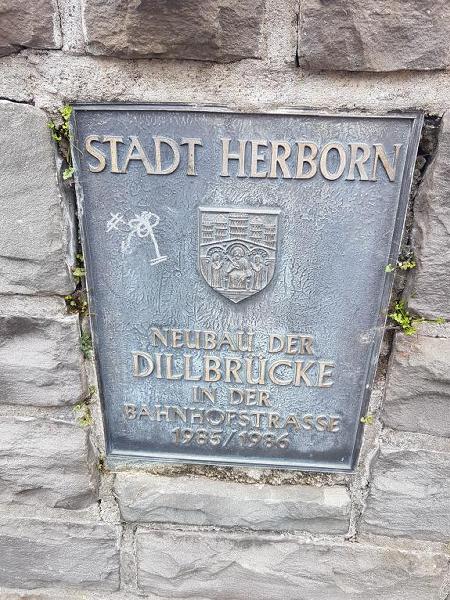 STADT HERBORN
NEUBAU DER
DILLBRÜCKE
IN DER
BAHNHOFSTRASSE
1985/1986